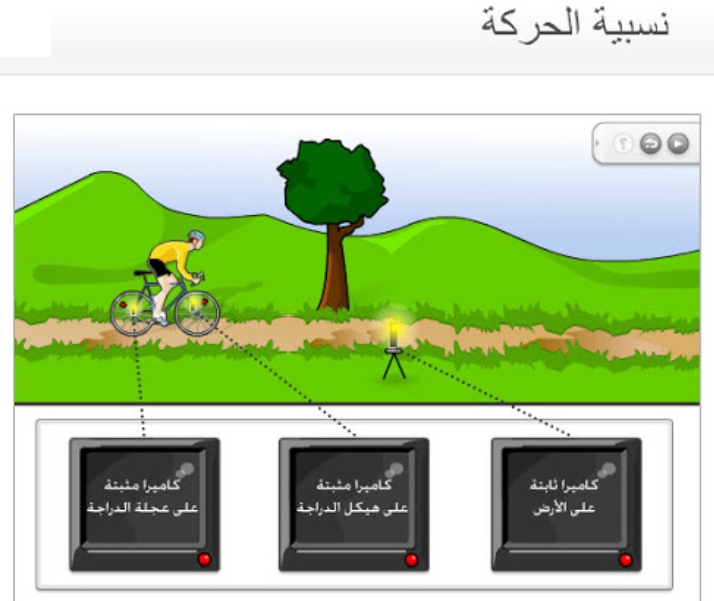 نسبية الحركة
؟
كاميرا ثابتة
على الأرض
كاميرا مثبتة
على هيكل الدراجة
كاميرا مثبتة
على عجلة الدراجة